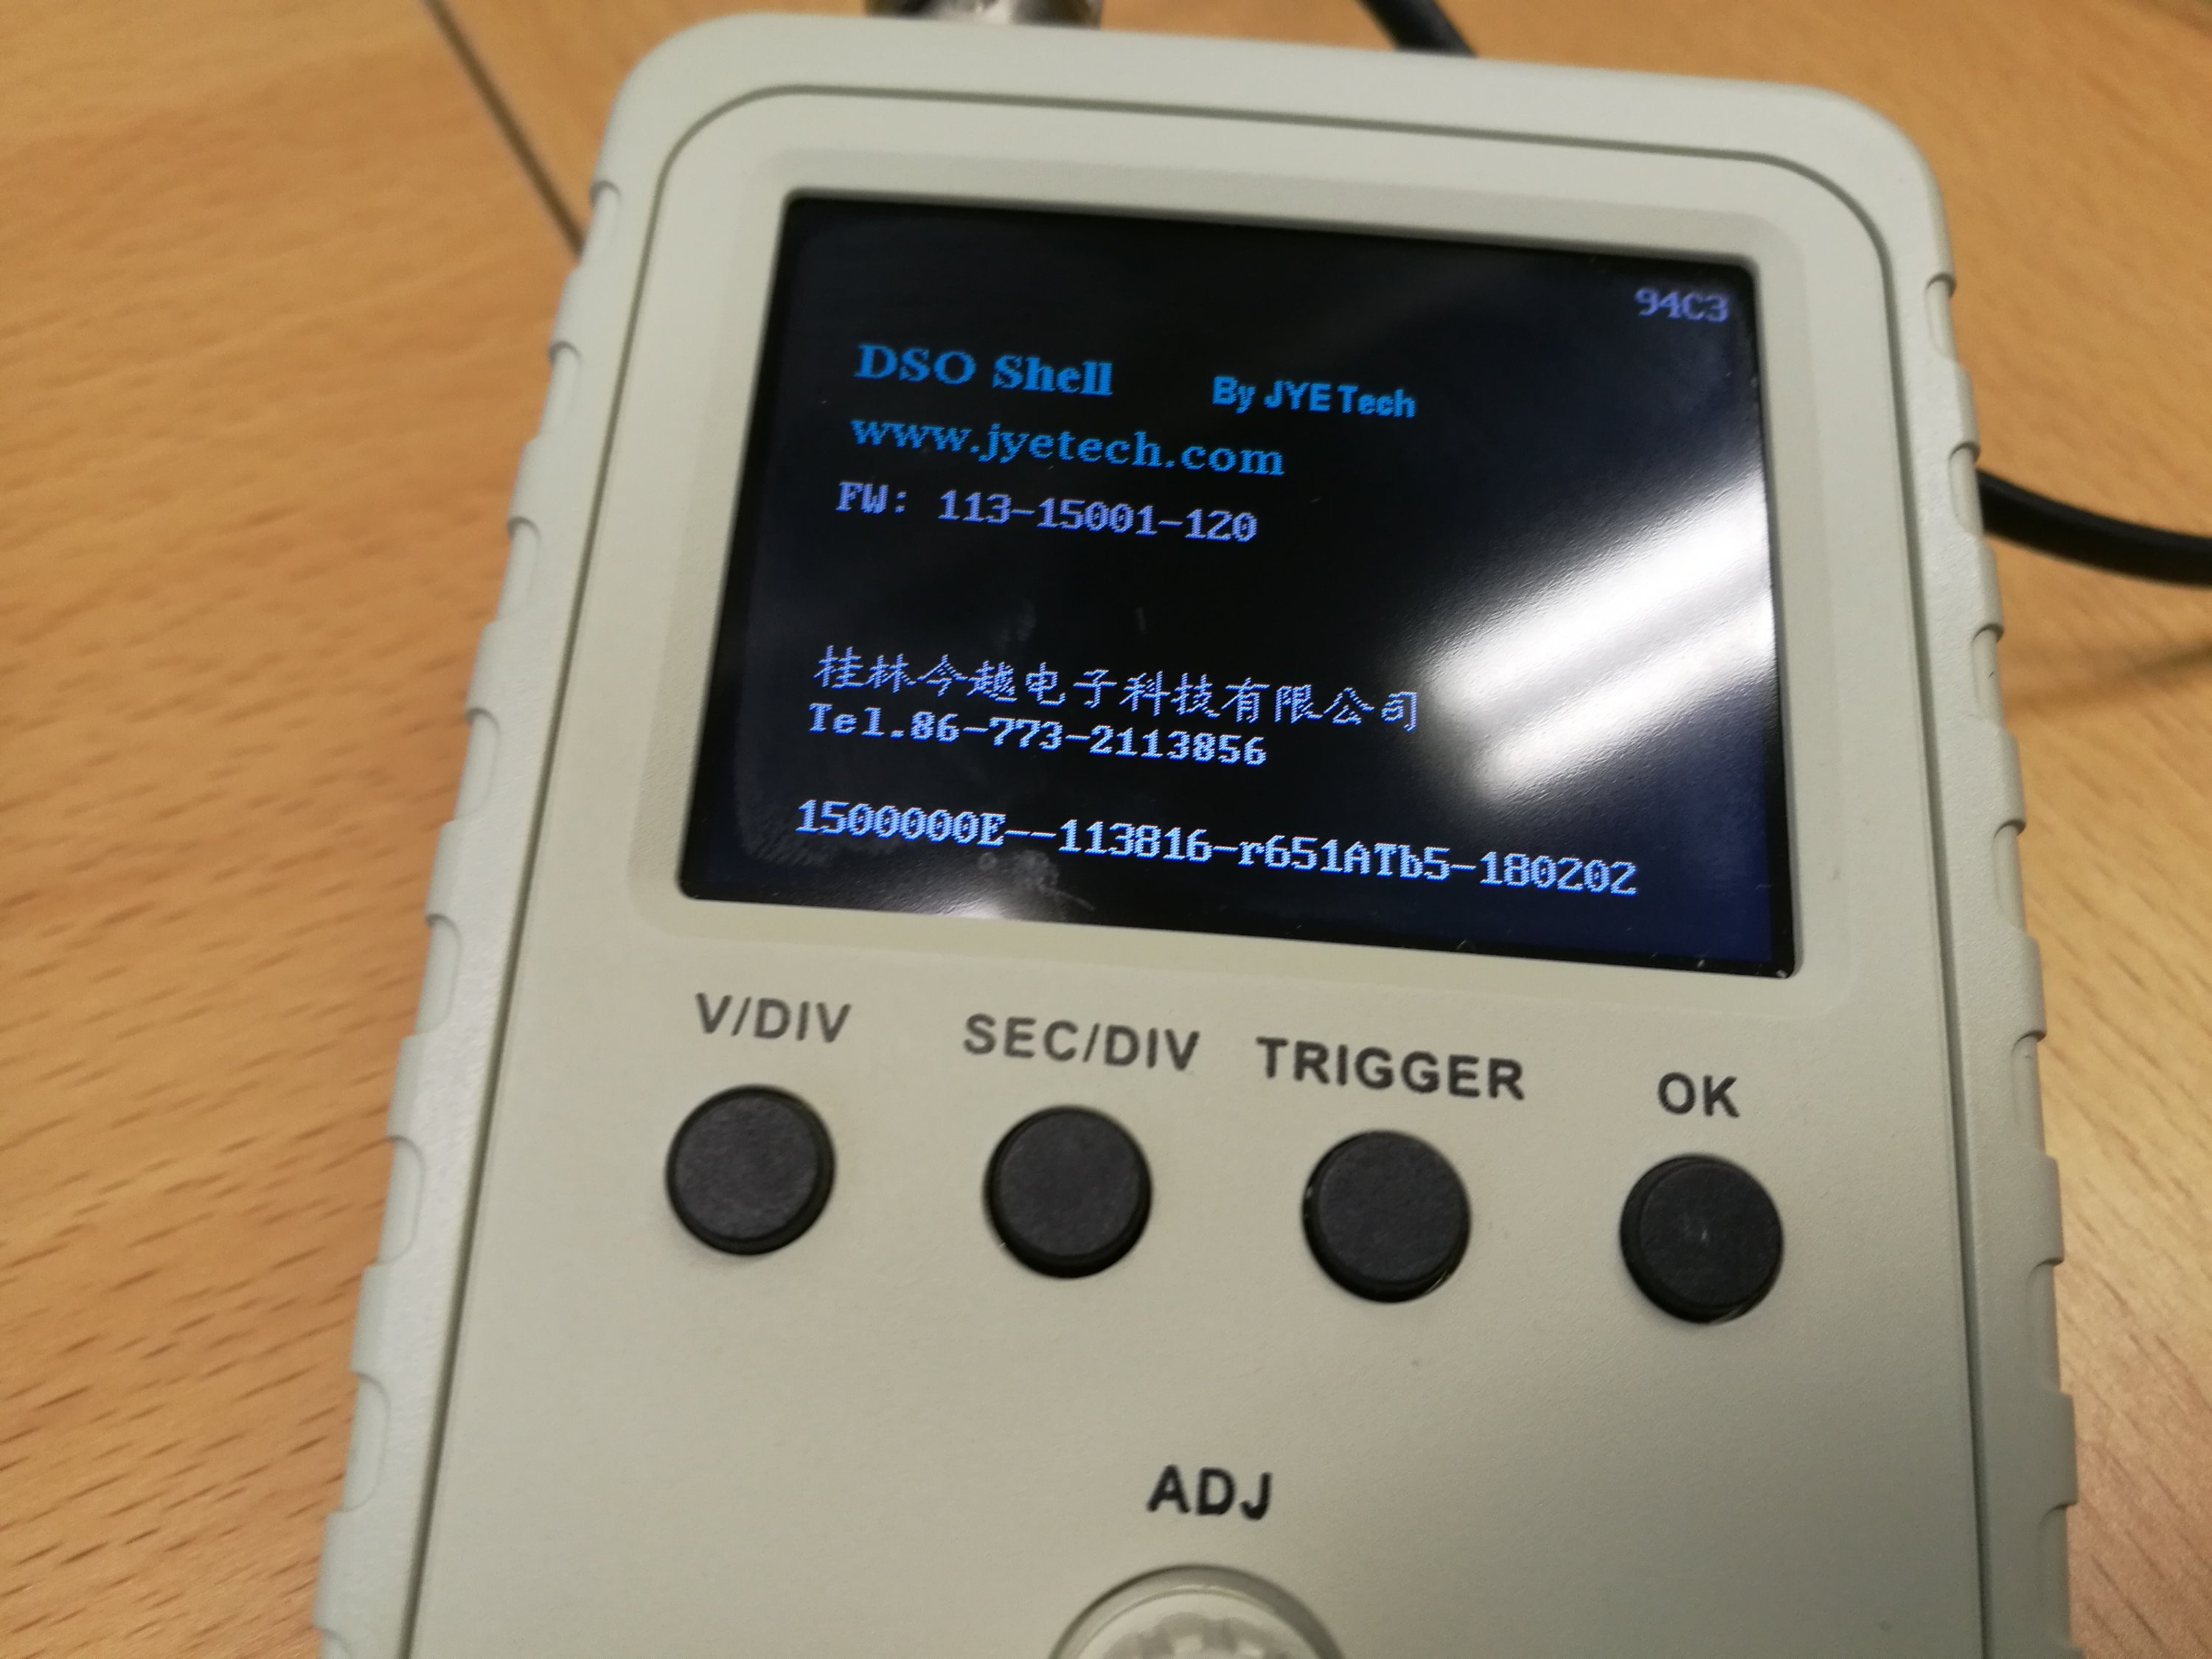 94C3
DSO Shell By JYE Tech
www.jyetech.com
FW: 113-15001-120
桂林今越电子科技有限公司
Tel.86-773-2113856
1500000E--113816-r651ATb5-180202
V/DIV SEC/DIV TRIGGER OK
ADJ